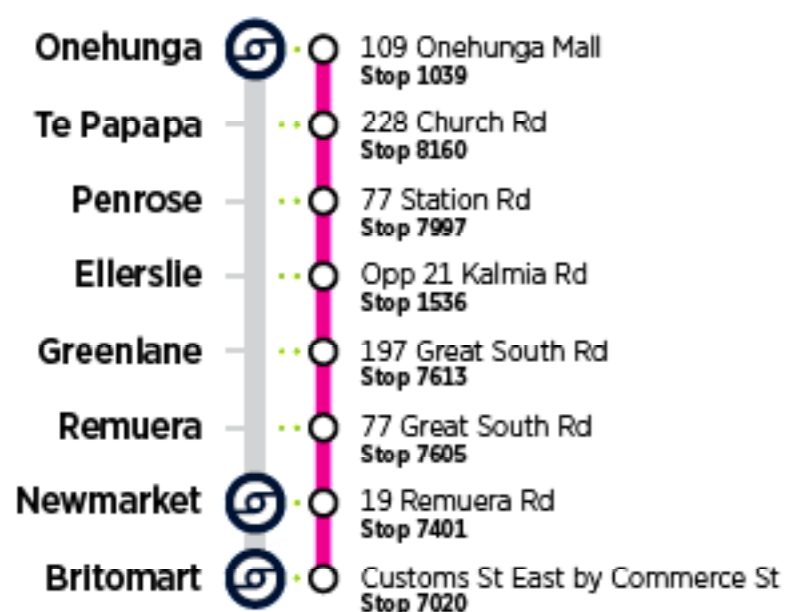 Onehunga
109 Onehunga Mall
Stop 1039
Te Papapa
228 Church Rd
Stop 8160
Penrose
77 Station Rd
Stop 7997
Ellerslie
Opp 21 Kalmia Rd
Stop 1536
Greenlane
197 Great South Rd
Stop 7613
Remuera
77 Great South Rd
Stop 7605
Newmarket
19 Remuera Rd
Stop 7401
Britomart
Customs St East by Commerce St
Stop 7020